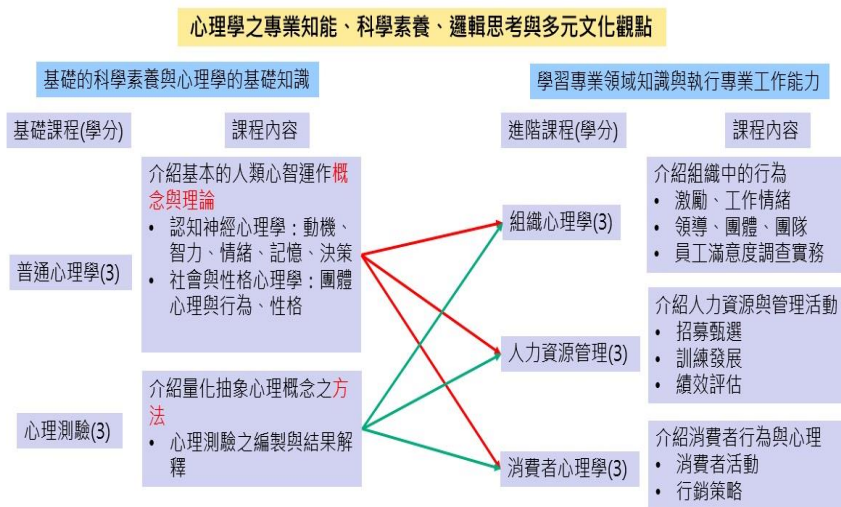 心理學之專業知能、科學素養、邏輯思考與多元文化觀點
基礎的科學素養與心理學的基礎知識
基礎課程(學分)
課程內容
普通心理學(3)
介紹基本的人類心智運作概
念與理論
• 認知神經心理學：動機、
智力、情緒、記憶、決策
• 社會與性格心理學：團體
心理與行為、性格
心理測驗(3)
介紹量化抽象心理概念之方
法
• 心理測驗之編製與結果解
釋
學習專業領域知識與執行專業工作能力
進階課程(學分)
課程內容
組織心理學(3)
介紹組織中的行為
• 激勵、工作情緒
• 領導、團體、團隊
• 員工滿意度調查實務
人力資源管理(3)
介紹人力資源與管理活動
• 招募甄選
• 訓練發展
• 績效評估
消費者心理學(3)
介紹消費者行為與心理
• 消費者活動
• 行銷策略